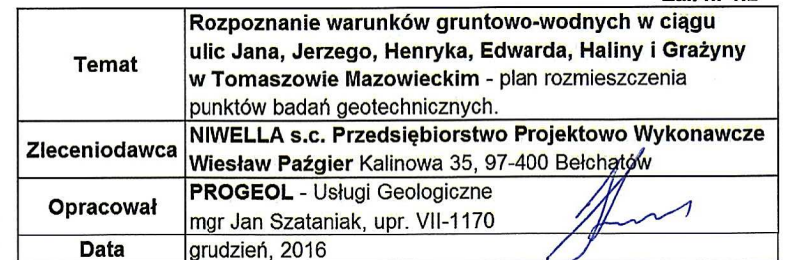 Temat
Rozpoznanie warunków gruntowo-wodnych w ciągu
ulic Jana, Jerzego, Henryka, Edwarda, Haliny i Grażyny
w Tomaszowie Mazowieckim - plan rozmieszczenia
punktów badań geotechnicznych.
Zleceniodawca
NIWELLA s.c. Przedsiębiorstwo Projektowo Wykonawcze
Wiesław Paźgier Kalinowa 35, 97-400 Bełchatów
Opracował
PROGEOL - Usługi Geologiczne
mgr Jan Szataniak, upr. VII-1170
Data
grudzień, 2016